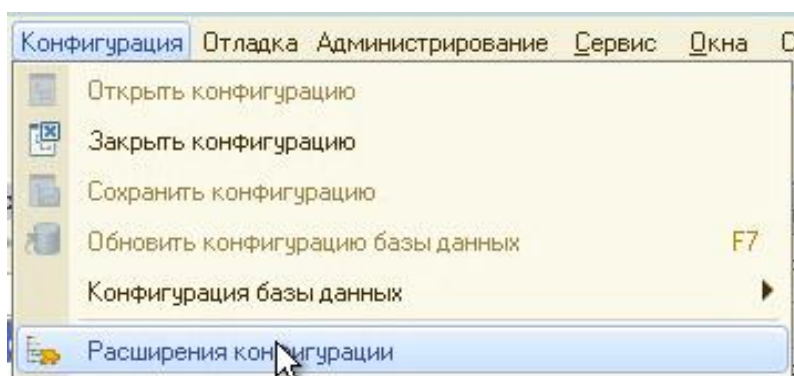 Конфигурация Отладка Администрирование Сервис Окна С
Открыть конфигурацию
Закрыть конфигурацию
Сохранить конфигурацию
Обновить конфигурацию базы данных F7
Конфигурация базы данных
Расширения конфигурации